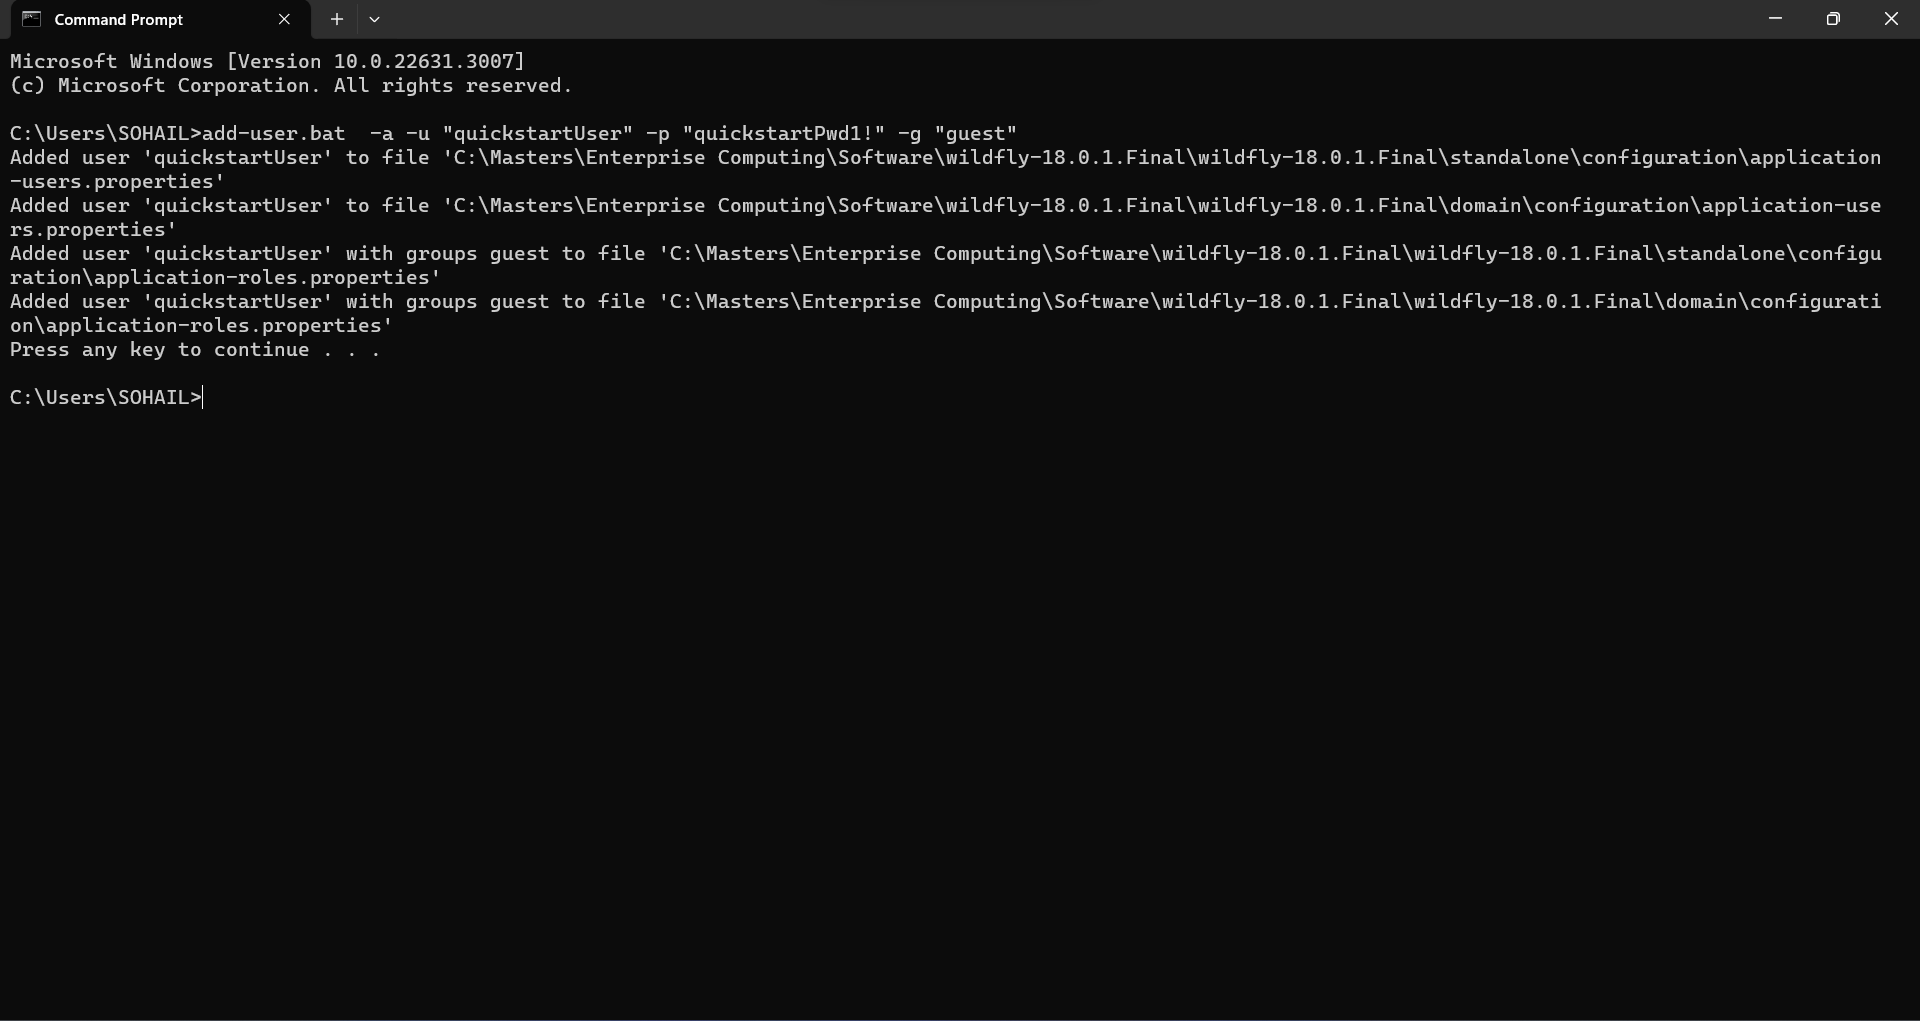 Command Prompt
Microsoft Windows [Version 10.0.22631.3007]
(c) Microsoft Corporation. All rights reserved.
C:\Users\SOHAIL>add-user.bat  -a -u "quickstartUser" -p "quickstartPwd1!" -g "guest"
Added user 'quickstartUser' to file 'C:\Masters\Enterprise Computing\Software\wildfly-18.0.1.Final\wildfly-18.0.1.Final\standalone\configuration\application
-users.properties'
Added user 'quickstartUser' to file 'C:\Masters\Enterprise Computing\Software\wildfly-18.0.1.Final\wildfly-18.0.1.Final\domain\configuration\application-use
rs.properties'
Added user 'quickstartUser' with groups guest to file 'C:\Masters\Enterprise Computing\Software\wildfly-18.0.1.Final\wildfly-18.0.1.Final\standalone\configu
ration\application-roles.properties'
Added user 'quickstartUser' with groups guest to file 'C:\Masters\Enterprise Computing\Software\wildfly-18.0.1.Final\wildfly-18.0.1.Final\domain\configurati
on\application-roles.properties'
Press any key to continue . . .
C:\Users\SOHAIL>